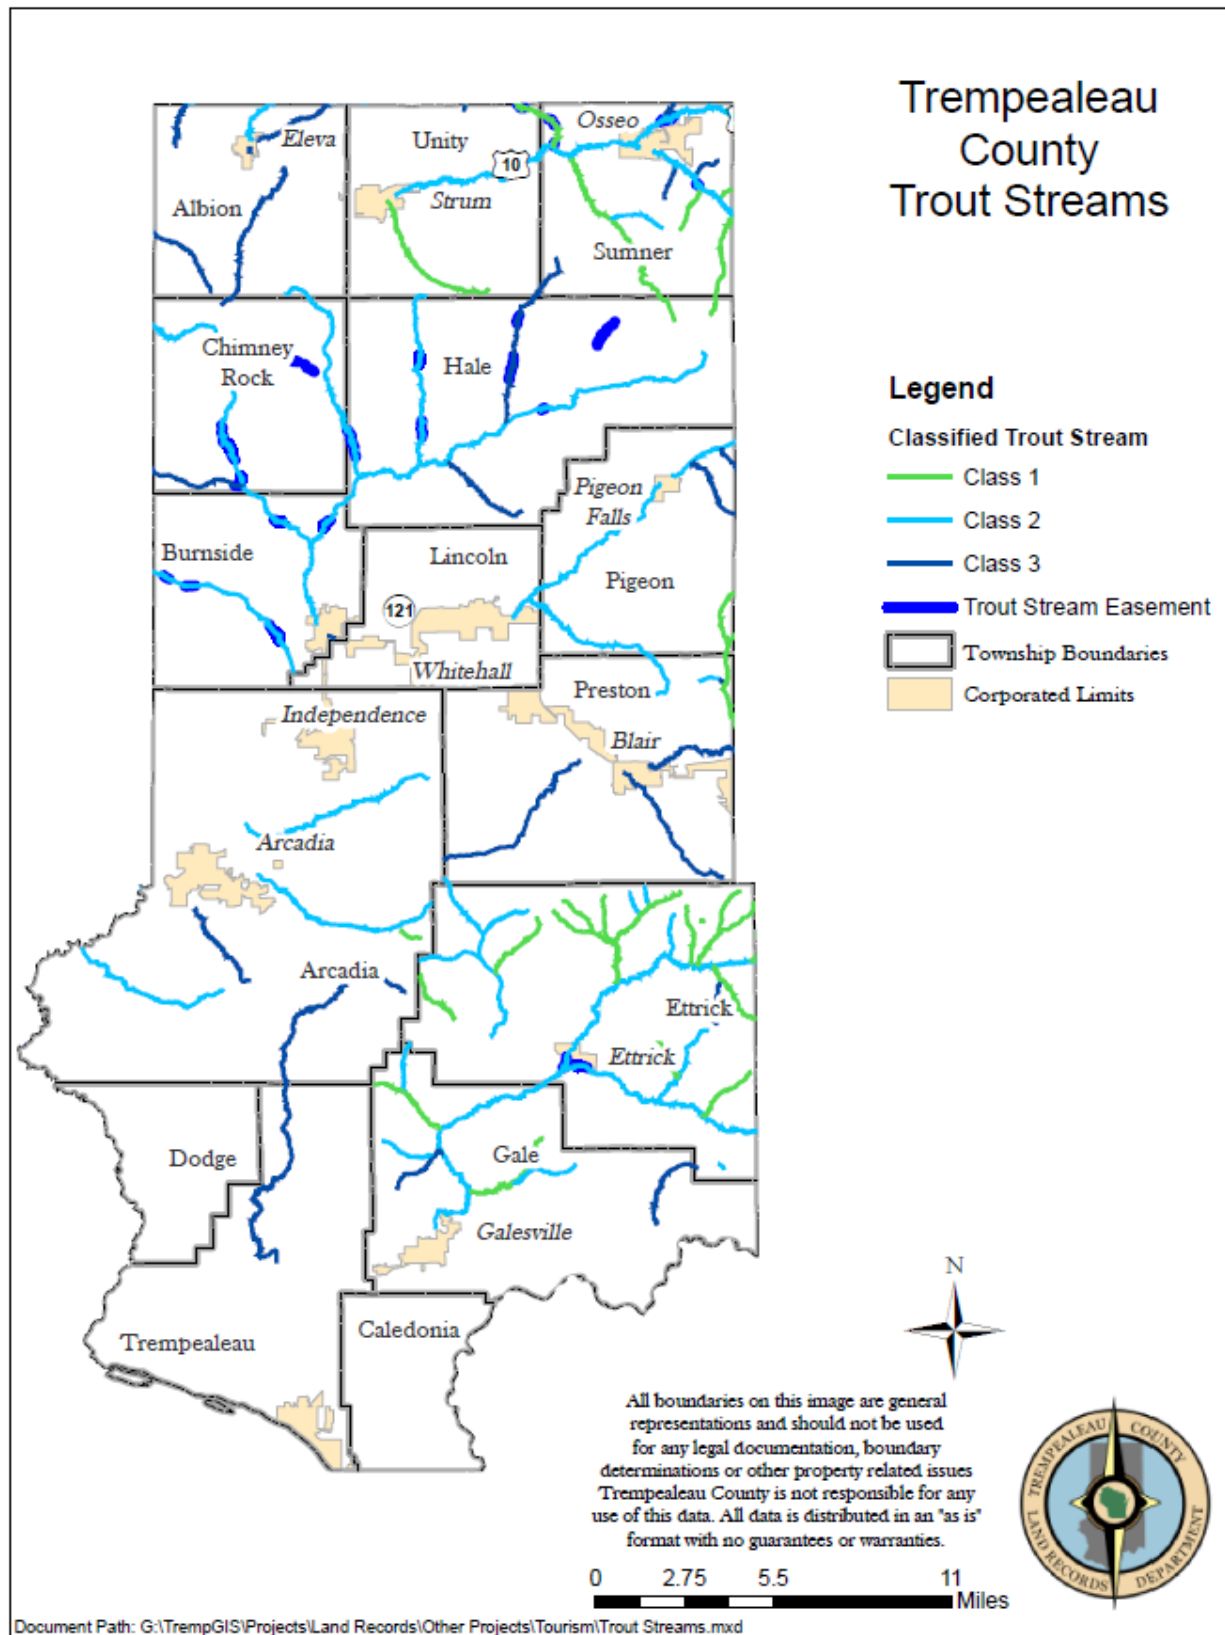 Trempealeau
County
Trout Streams
Osseo
Eleva
Unity
10
Strum
Albion
Sumner
Chimney
Rock
Hale
Legend
Classified Trout Stream
Class 1
Class 2
Class 3
Trout Stream Easement
Township Boundaries
Corporated Limits
Pigeon
Falls
Burnside
Lincoln
Pigeon
121
Whitehall
Preston
Independence
Blair
Arcadia
Arcadia
Ettrick
Ettrick
Dodge
Gale
Galesville
Trempealeau
Caledonia
N
All boundaries on this image are general
representations and should not be used
for any legal documentation, boundary
determinations or other property related issues
Trempealeau County is not responsible for any
use of this data. All data is distributed in an "as is"
format with no guarantees or warranties.
TREMPEALEAU COUNTY
LAND RECORDS DEPARTMENT
0 2.75 5.5 11
Miles
Document Path: G:\TrempGIS\Projects\Land Records\Other Projects\Tourism\Trout Streams.mxd